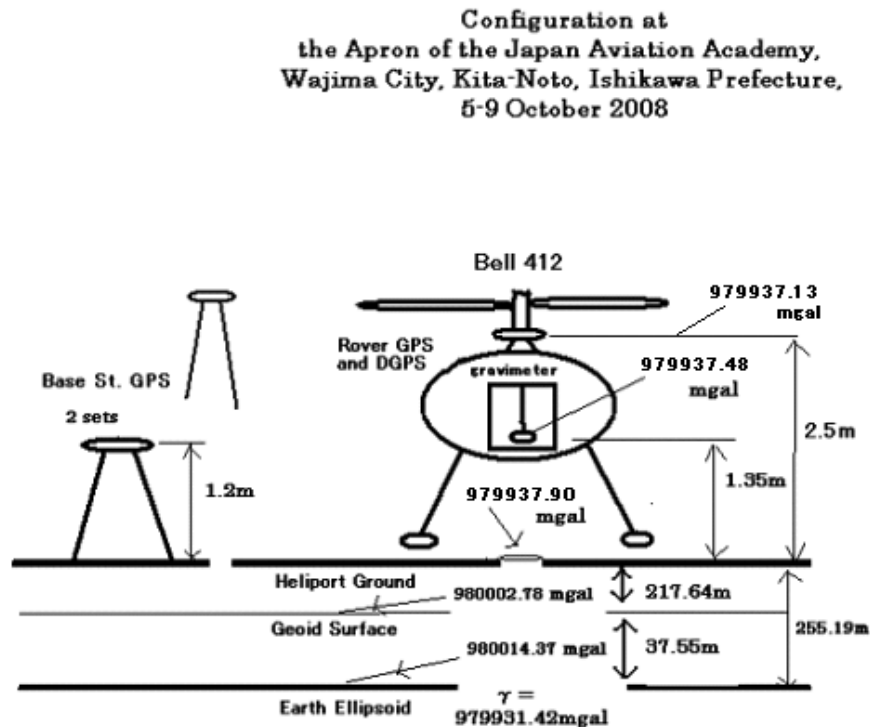 Configuration at
the Apron of the Japan Aviation Academy,
Wajima City, Kita-Noto, Ishikawa Prefecture,
5-9 October 2008
Bell 412
979937.13
mgal
Rover GPS
and DGPS
gravimeter
979937.48
mgal
Base St. GPS
2 sets
2.5m
1.2m
1.35m
979937.90
mgal
Heliport Ground
980002.78 mgal
217.64m
Geoid Surface
255.19m
980014.37 mgal
37.55m
Earth Ellipsoid
γ =
979931.42mgal